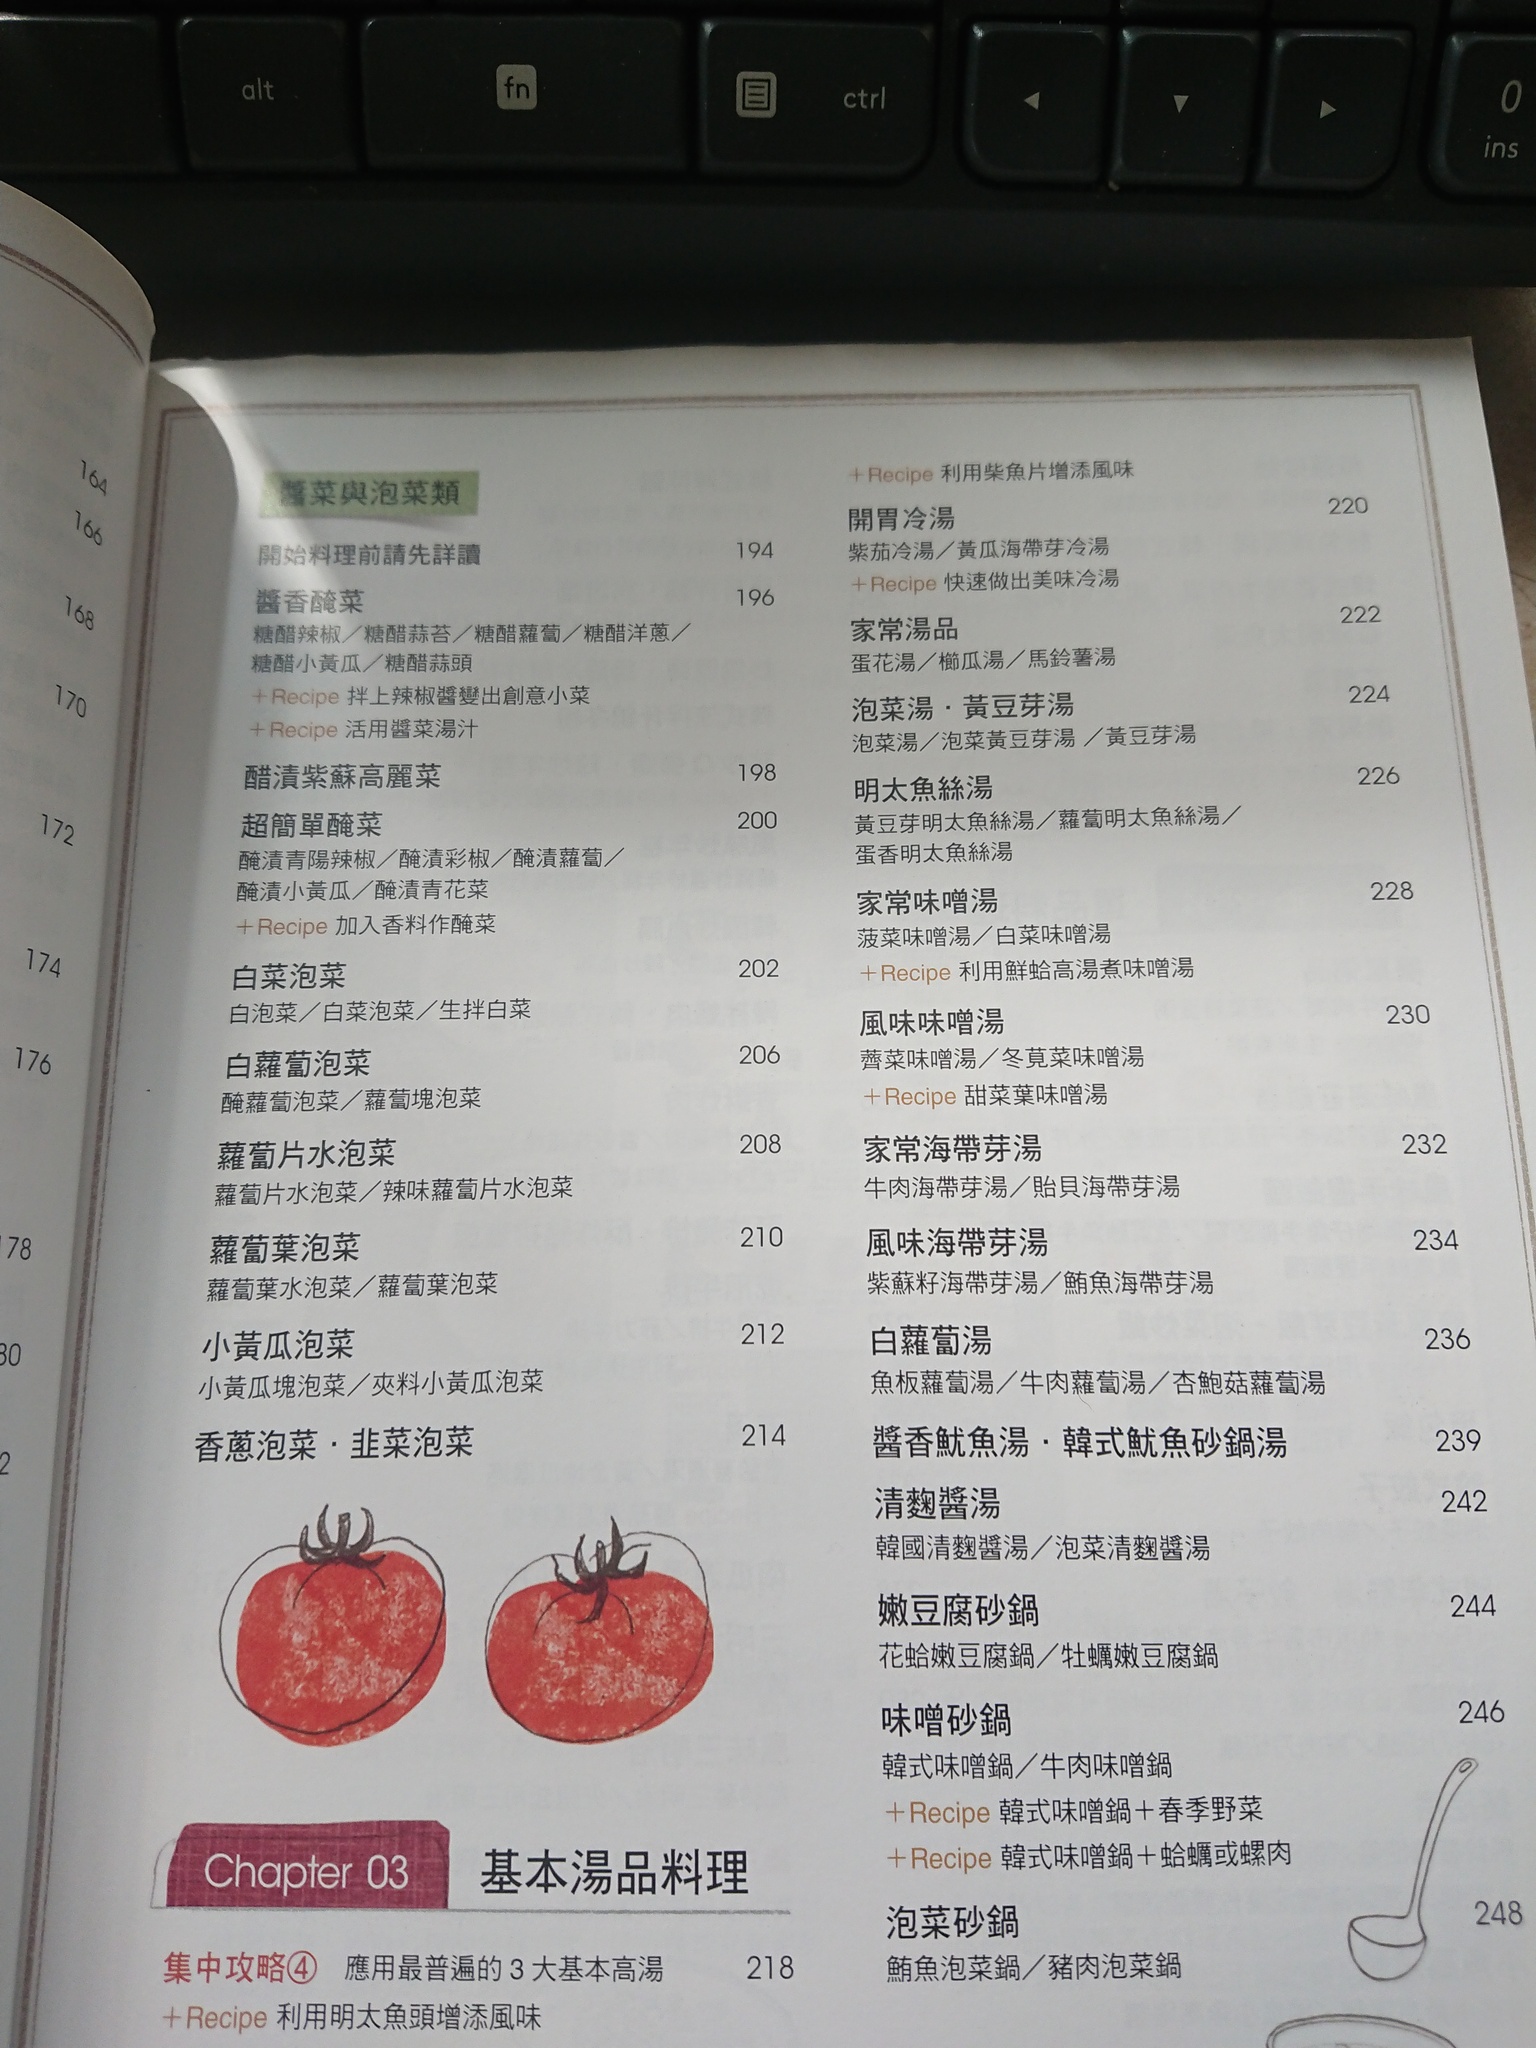 alt
fn
ctrl
0
ins
164
166
168
170
172
174
176
178
醬菜與泡菜類
開始料理前請先詳讀 194
醬香醃菜 196
糖醋辣椒／糖醋蒜苔／糖醋蘿蔔／糖醋洋蔥／
糖醋小黃瓜／糖醋蒜頭
＋Recipe 拌上辣椒醬變出創意小菜
＋Recipe 活用醬菜湯汁
醋漬紫蘇高麗菜 198
超簡單醃菜 200
醃漬青陽辣椒／醃漬彩椒／醃漬蘿蔔／
醃漬小黃瓜／醃漬青花菜
＋Recipe 加入香料作醃菜
白菜泡菜 202
白泡菜／白菜泡菜／生拌白菜
白蘿蔔泡菜 206
醃蘿蔔泡菜／蘿蔔塊泡菜
蘿蔔片水泡菜 208
蘿蔔片水泡菜／辣味蘿蔔片水泡菜
蘿蔔葉泡菜 210
蘿蔔葉水泡菜／蘿蔔葉泡菜
小黃瓜泡菜 212
小黃瓜塊泡菜／夾料小黃瓜泡菜
香蔥泡菜・韭菜泡菜 214
Chapter 03 基本湯品料理
集中攻略④ 應用最普遍的 3 大基本高湯 218
＋Recipe 利用明太魚頭增添風味
＋Recipe 利用柴魚片增添風味
開胃冷湯 220
紫茄冷湯／黃瓜海帶芽冷湯
＋Recipe 快速做出美味冷湯
家常湯品 222
蛋花湯／櫛瓜湯／馬鈴薯湯
泡菜湯・黃豆芽湯 224
泡菜湯／泡菜黃豆芽湯／黃豆芽湯
明太魚絲湯 226
黃豆芽明太魚絲湯／蘿蔔明太魚絲湯／
蛋香明太魚絲湯
家常味噌湯 228
菠菜味噌湯／白菜味噌湯
＋Recipe 利用鮮蛤高湯煮味噌湯
風味味噌湯 230
薺菜味噌湯／冬莧菜味噌湯
＋Recipe 甜菜葉味噌湯
家常海帶芽湯 232
牛肉海帶芽湯／貽貝海帶芽湯
風味海帶芽湯 234
紫蘇籽海帶芽湯／鮪魚海帶芽湯
白蘿蔔湯 236
魚板蘿蔔湯／牛肉蘿蔔湯／杏鮑菇蘿蔔湯
醬香魷魚湯・韓式魷魚砂鍋湯 239
清麴醬湯 242
韓國清麴醬湯／泡菜清麴醬湯
嫩豆腐砂鍋 244
花蛤嫩豆腐鍋／牡蠣嫩豆腐鍋
味噌砂鍋 246
韓式味噌鍋／牛肉味噌鍋
＋Recipe 韓式味噌鍋＋春季野菜
＋Recipe 韓式味噌鍋＋蛤蠣或螺肉
泡菜砂鍋 248
鮪魚泡菜鍋／豬肉泡菜鍋